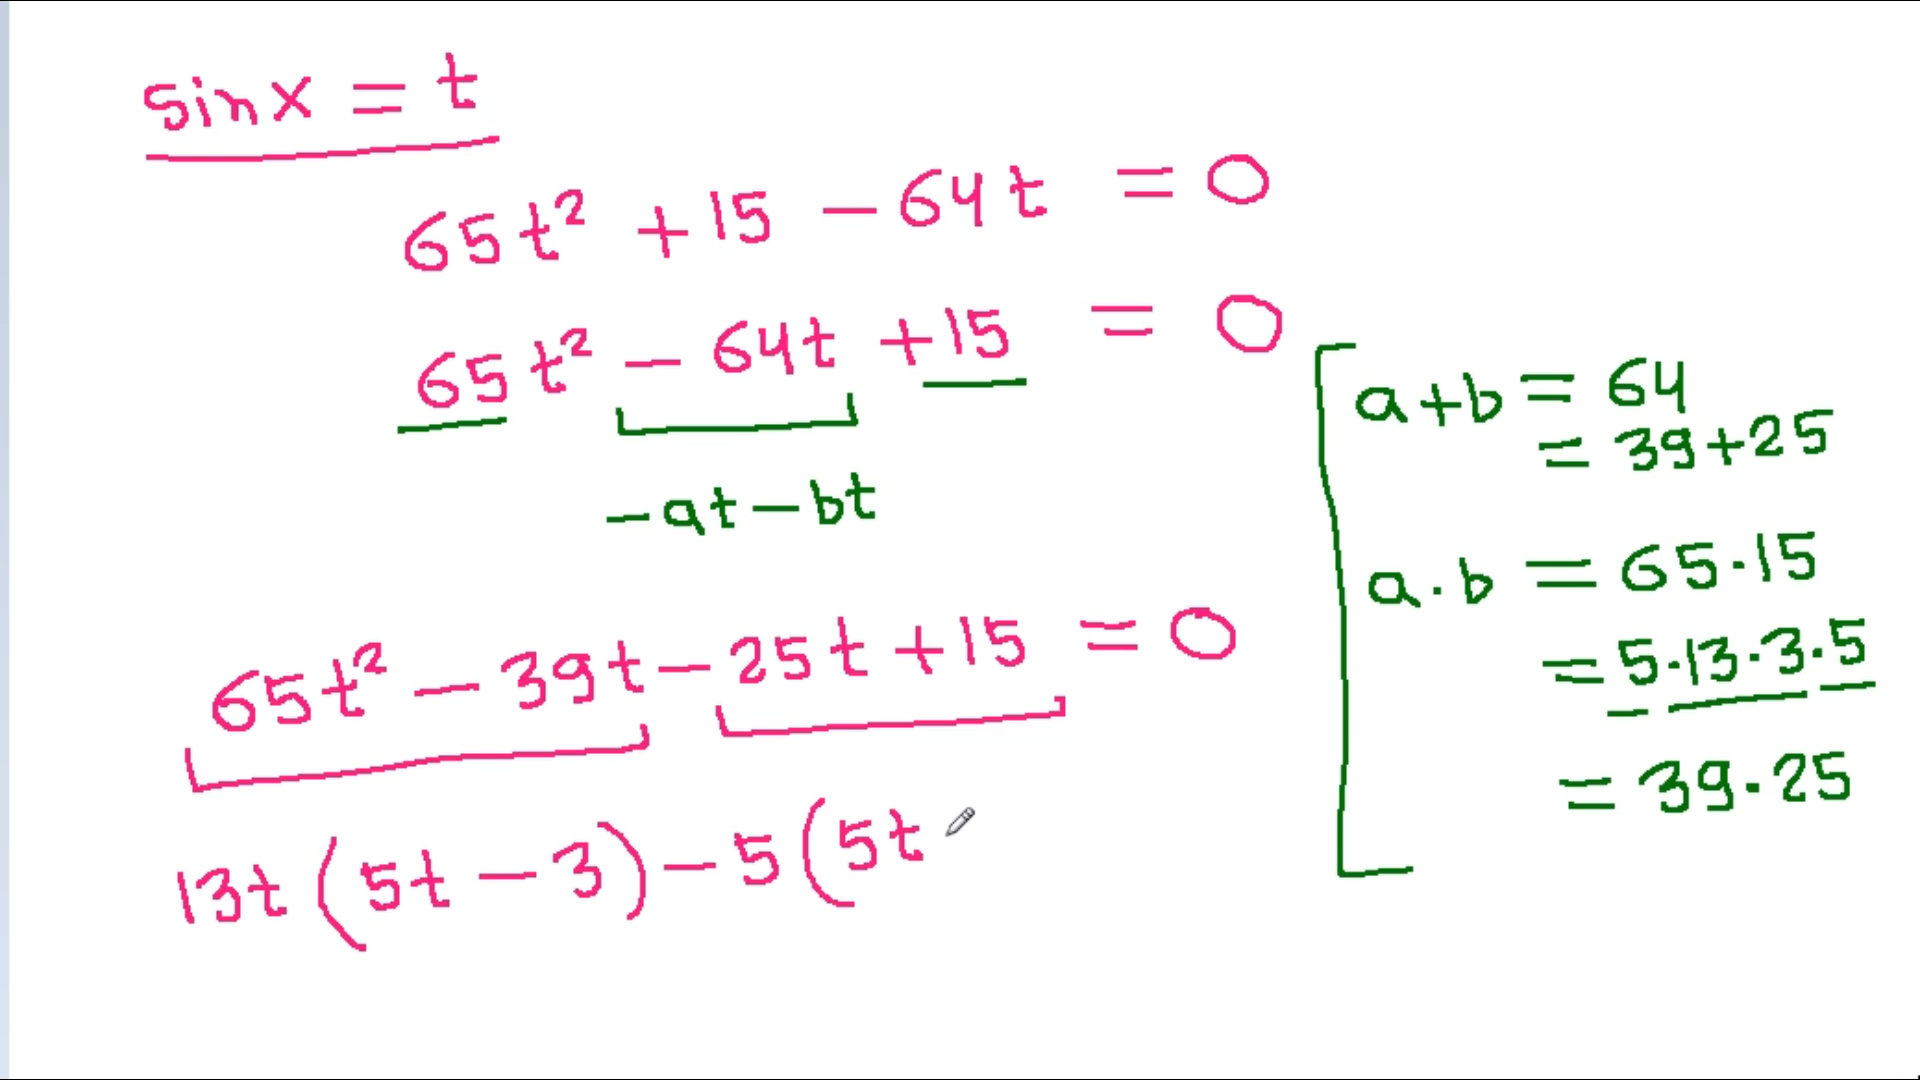 sinx = t
65t² + 15 - 64t = 0
65t² - 64t + 15 = 0
-at-bt
65t² - 39t - 25t + 15 = 0
13t(5t - 3) - 5(5t
a+b = 64
= 39+25
a.b = 65.15
= 5.13.3.5
= 39.25